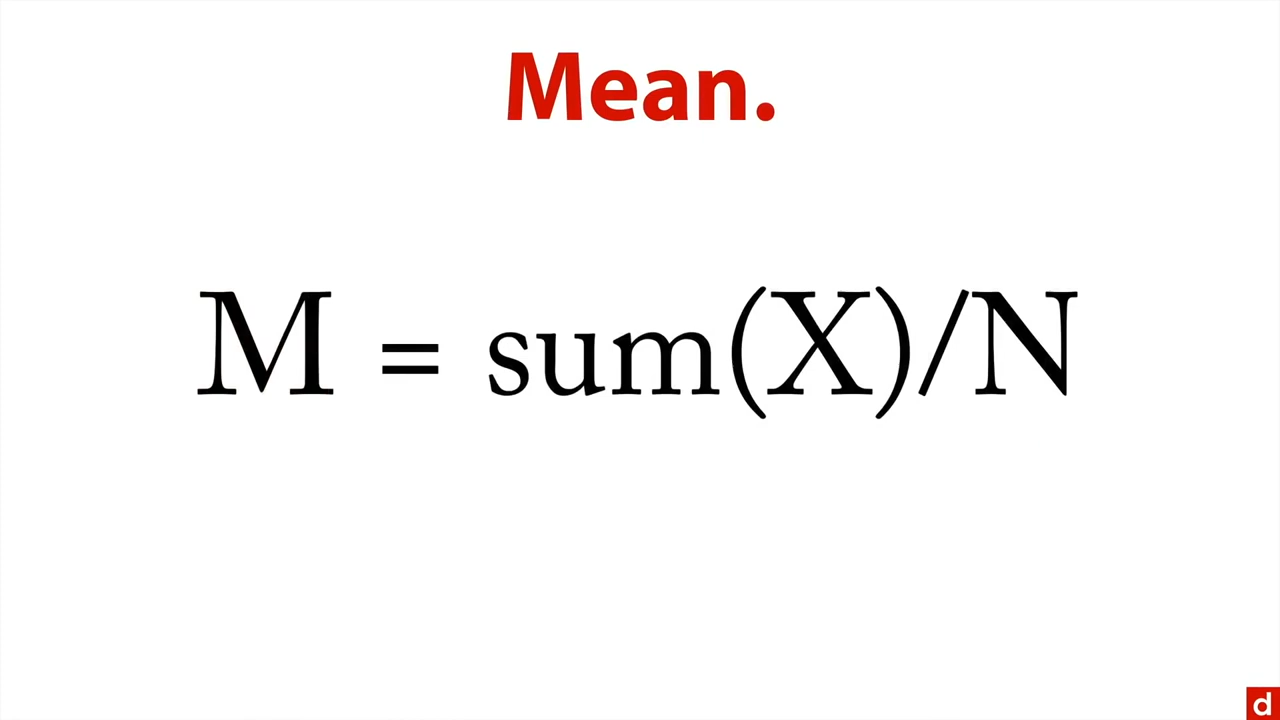 Mean.
M = sum(X)/N
d